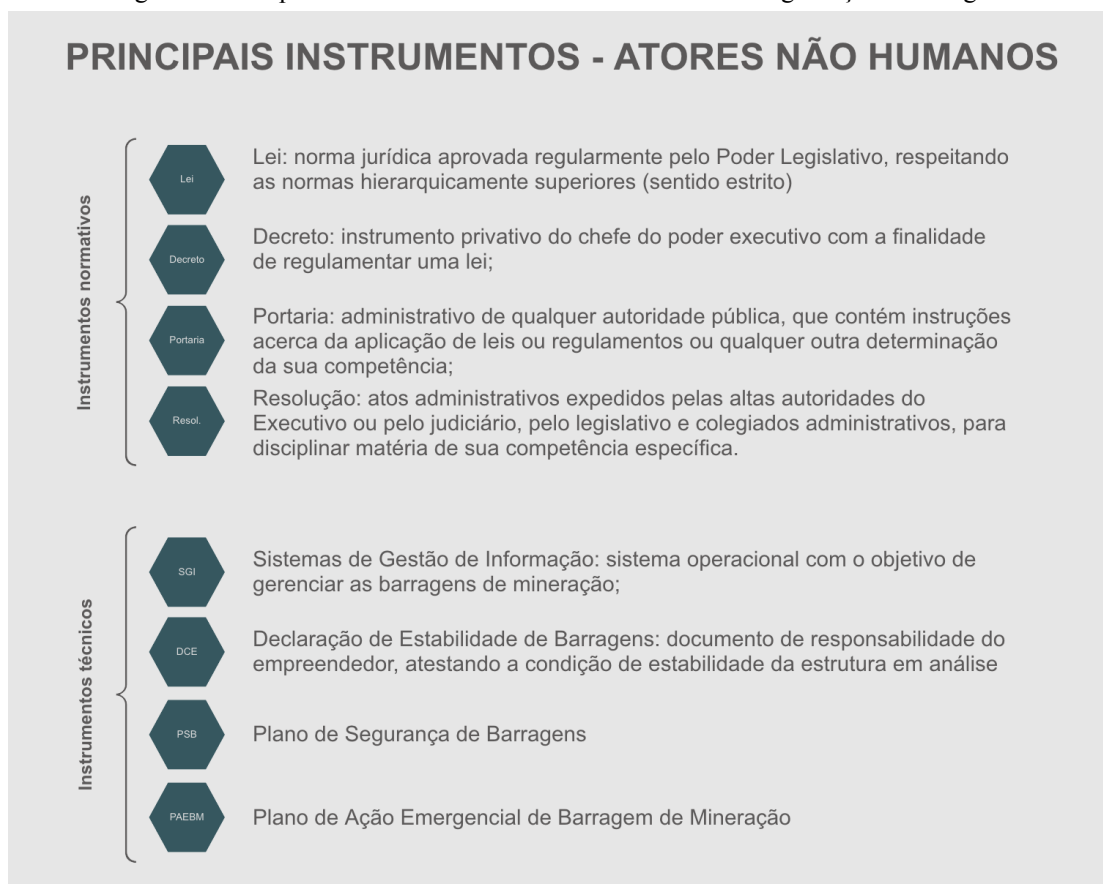 PRINCIPAIS INSTRUMENTOS - ATORES NÃO HUMANOS
Instrumentos normativos
Lei
Lei: norma jurídica aprovada regularmente pelo Poder Legislativo, respeitando
as normas hierarquicamente superiores (sentido estrito)
Decreto
Decreto: instrumento privativo do chefe do poder executivo com a finalidade
de regulamentar uma lei;
Portaria
Portaria: administrativo de qualquer autoridade pública, que contém instruções
acerca da aplicação de leis ou regulamentos ou qualquer outra determinação
da sua competência;
Resol.
Resolução: atos administrativos expedidos pelas altas autoridades do
Executivo ou pelo judiciário, pelo legislativo e colegiados administrativos, para
disciplinar matéria de sua competência específica.
Instrumentos técnicos
SGI
Sistemas de Gestão de Informação: sistema operacional com o objetivo de
gerenciar as barragens de mineração;
DCE
Declaração de Estabilidade de Barragens: documento de responsabilidade do
empreendedor, atestando a condição de estabilidade da estrutura em análise
PSB
Plano de Segurança de Barragens
PAEBM
Plano de Ação Emergencial de Barragem de Mineração